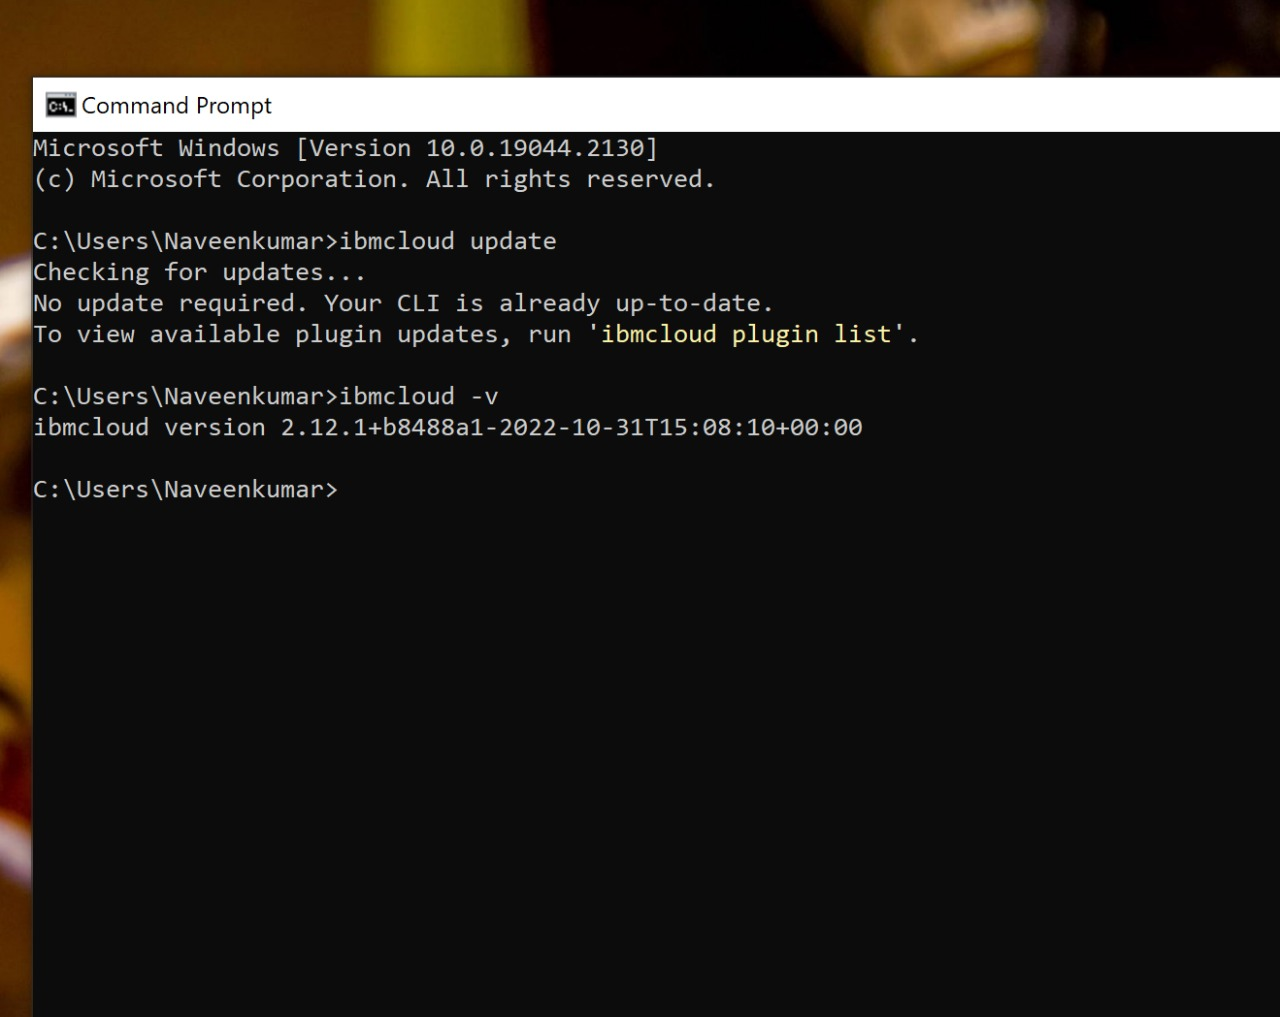 Command Prompt
Microsoft Windows [Version 10.0.19044.2130]
(c) Microsoft Corporation. All rights reserved.
C:\Users\Naveenkumar>ibmcloud update
Checking for updates...
No update required. Your CLI is already up-to-date.
To view available plugin updates, run 'ibmcloud plugin list'.
C:\Users\Naveenkumar>ibmcloud -v
ibmcloud version 2.12.1+b8488a1-2022-10-31T15:08:10+00:00
C:\Users\Naveenkumar>